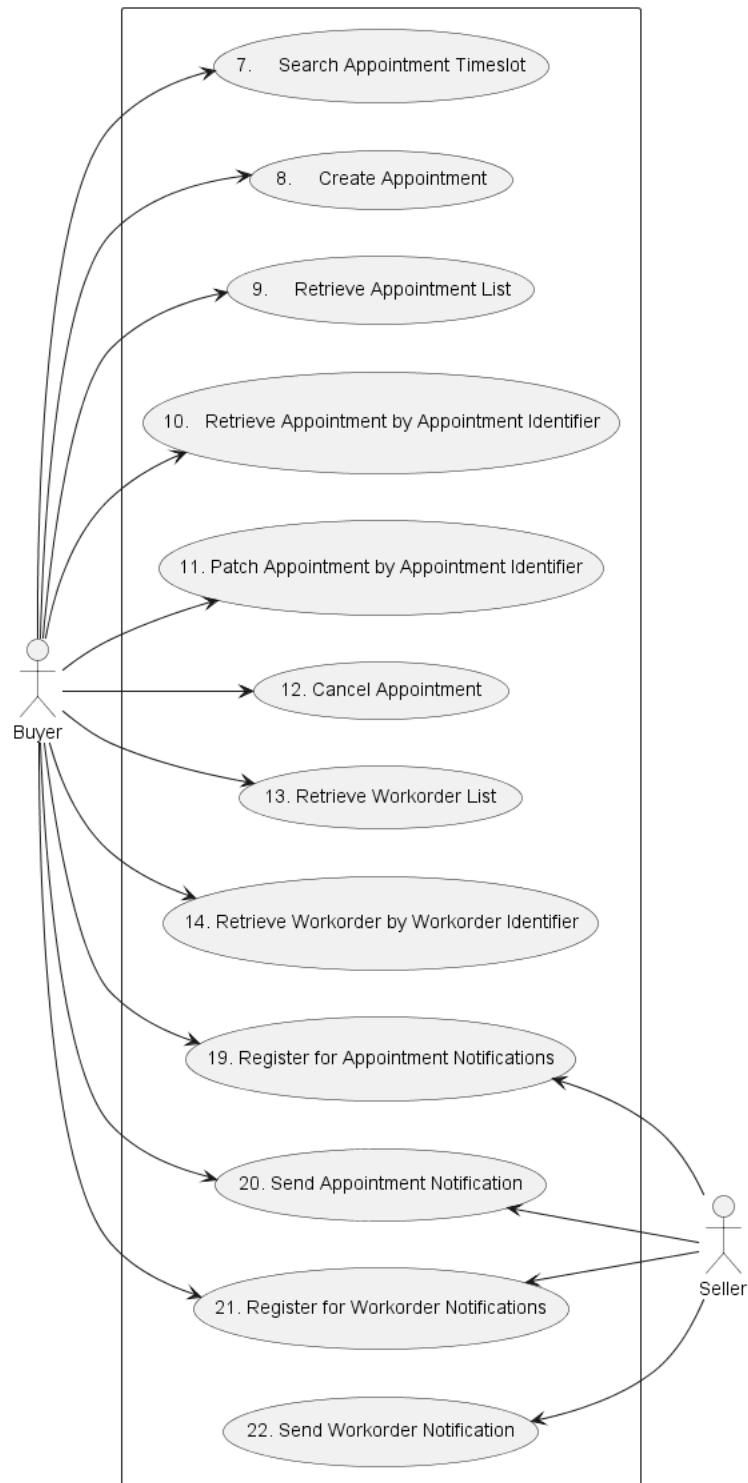 7. Search Appointment Timeslot
8. Create Appointment
9. Retrieve Appointment List
10. Retrieve Appointment by Appointment Identifier
11. Patch Appointment by Appointment Identifier
12. Cancel Appointment
Buyer
13. Retrieve Workorder List
14. Retrieve Workorder by Workorder Identifier
19. Register for Appointment Notifications
20. Send Appointment Notification
Seller
21. Register for Workorder Notifications
22. Send Workorder Notification